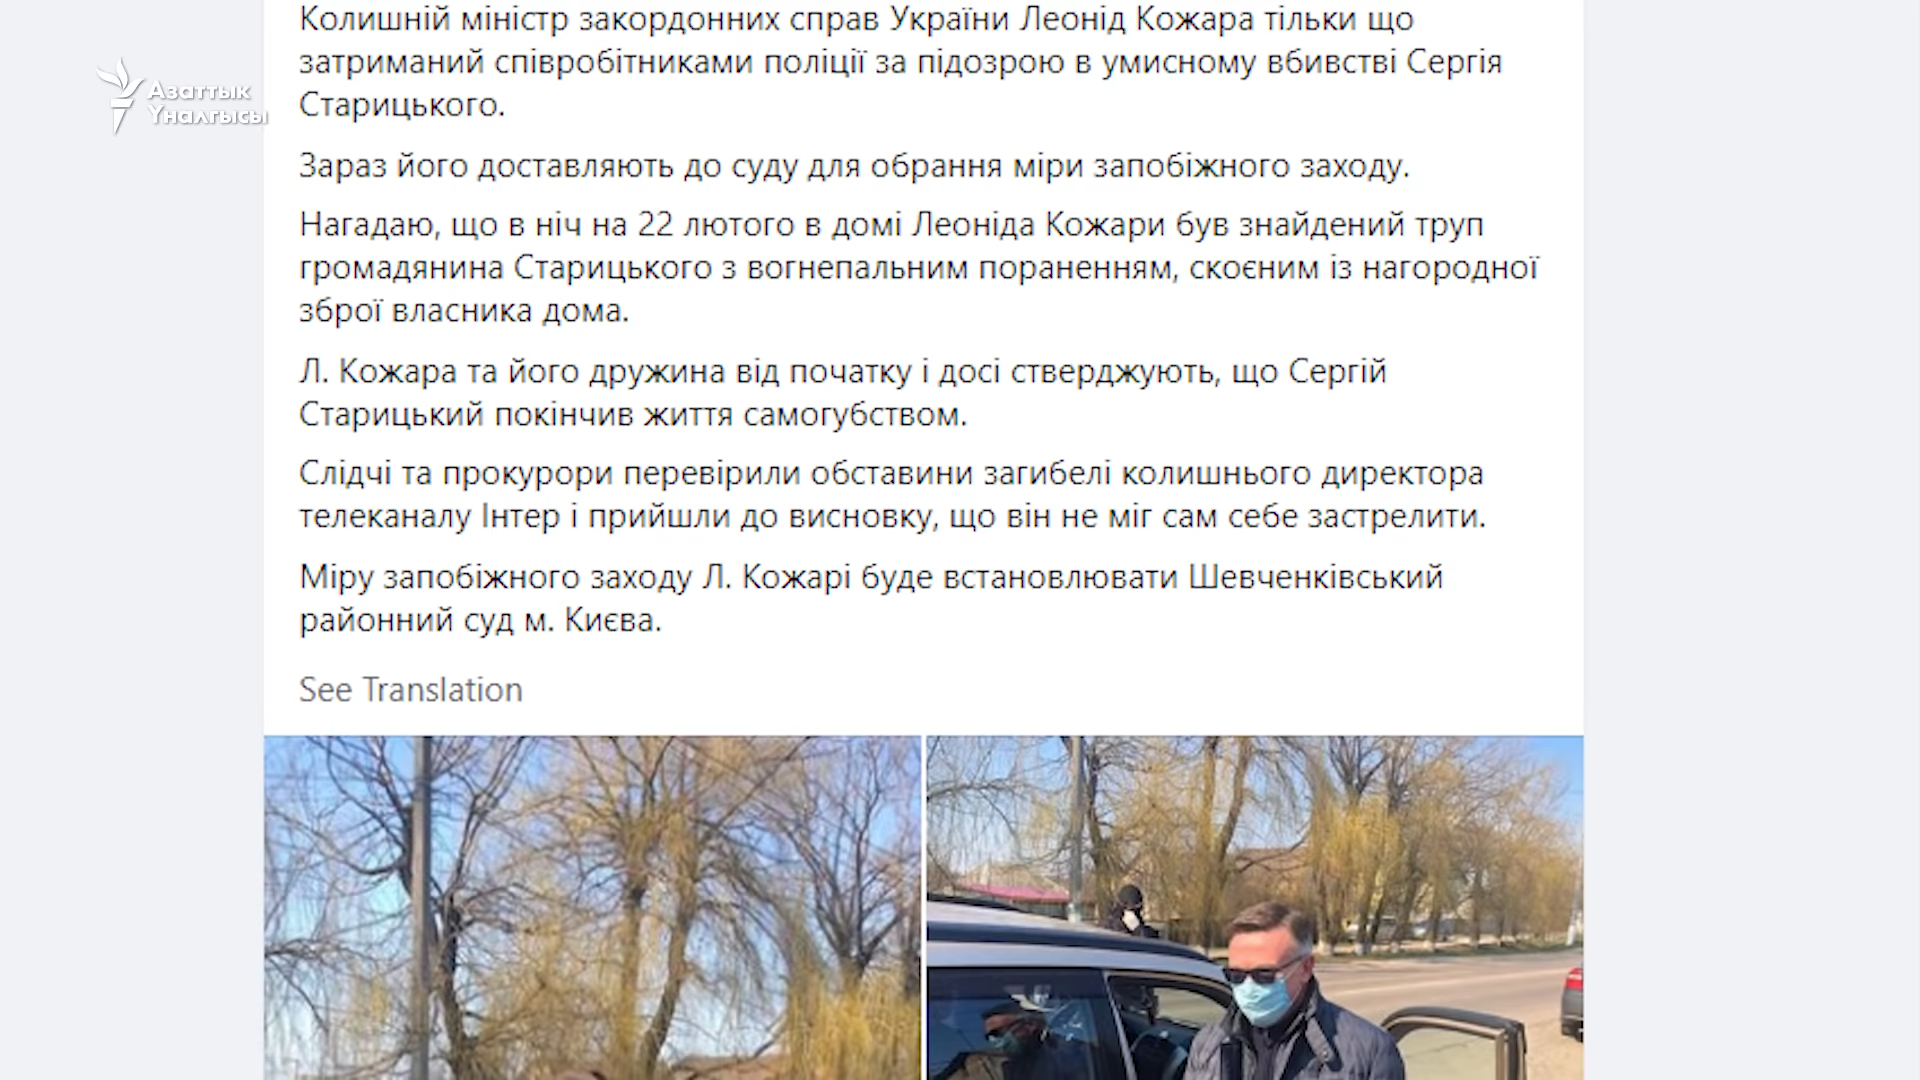 Колишній міністр закордонних справ України Леонід Кожара тільки що
затриманий співробітниками поліції за підозрою в умисному вбивстві Сергія
Старицького.
Азаттык
Үналгысы
Зараз його доставляють до суду для обрання міри запобіжного заходу.
Нагадаю, що в ніч на 22 лютого в домі Леоніда Кожари був знайдений труп
громадянина Старицького з вогнепальним пораненням, скоєним із нагородної
зброї власника дома.
Л. Кожара та його дружина від початку і досі стверджують, що Сергій
Старицький покінчив життя самогубством.
Слідчі та прокурори перевірили обставини загибелі колишнього директора
телеканалу Інтер і прийшли до висновку, що він не міг сам себе застрелити.
Міру запобіжного заходу Л. Кожарі буде встановлювати Шевченківський
районний суд м. Києва.
See Translation